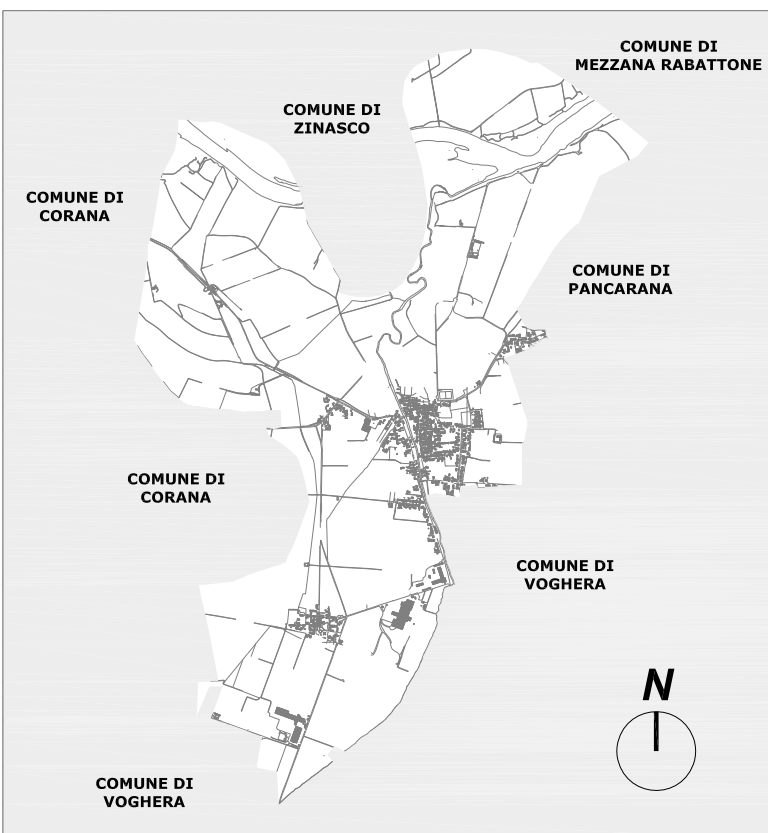 COMUNE DI
MEZZANA RABATTONE
COMUNE DI
ZINASCO
COMUNE DI
CORANA
COMUNE DI
PANCARANA
COMUNE DI
CORANA
COMUNE DI
VOGHERA
N
COMUNE DI
VOGHERA